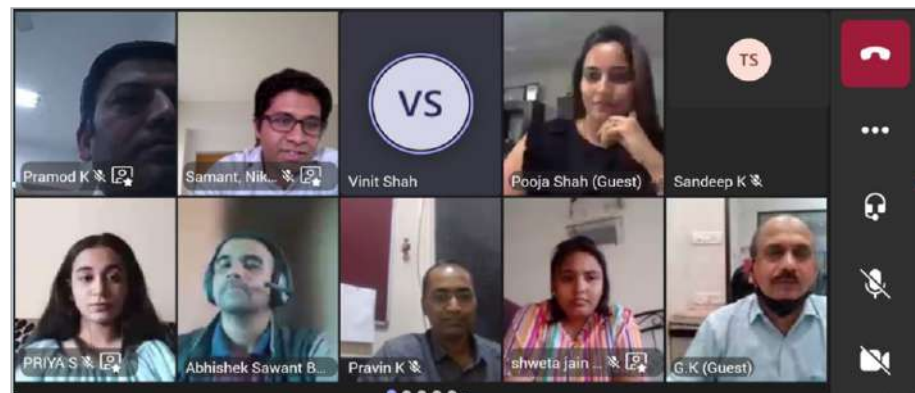 VS
TS
Pramod K
Samant, Nik...
Vinit Shah
Pooja Shah (Guest)
Sandeep K
PRIYA S
Abhishek Sawant B...
Pravin K
shweta jain ...
G.K (Guest)